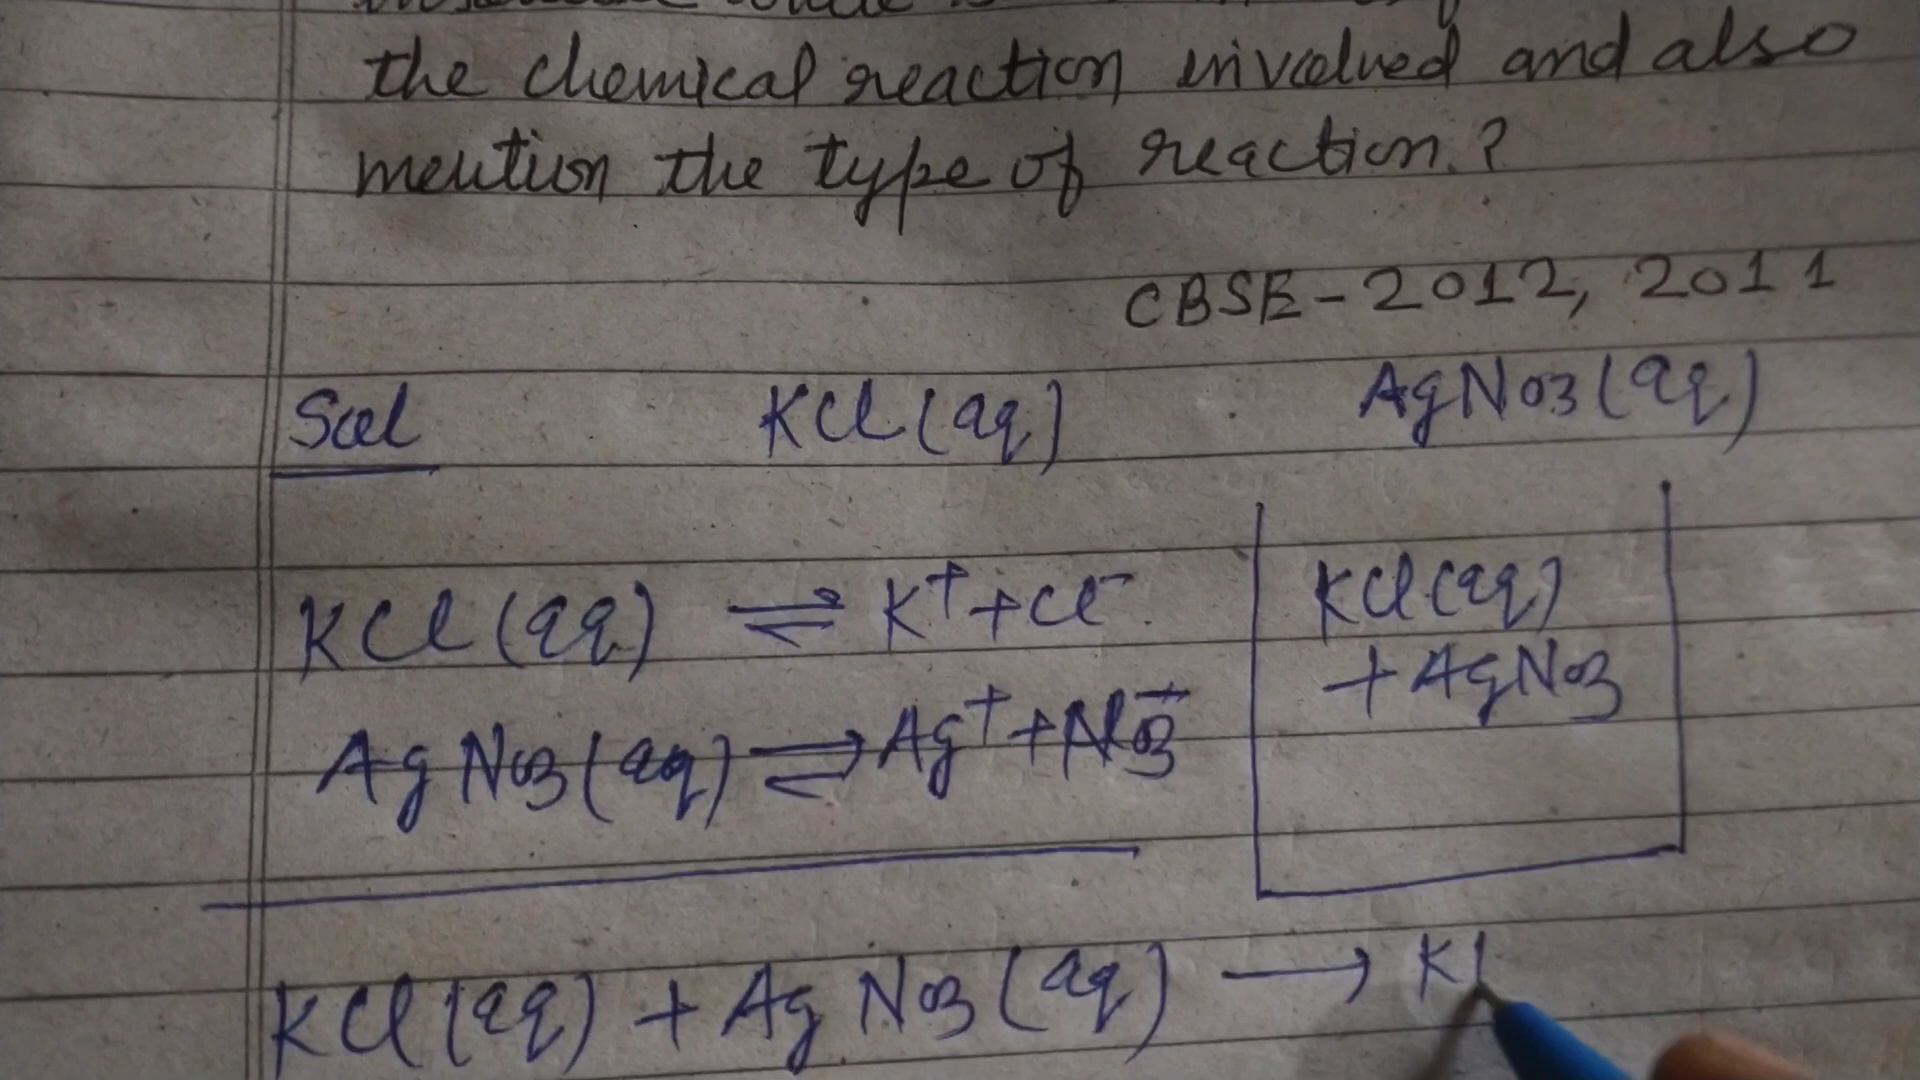 the chemical reaction involved and also
mention the type of reaction.?
CBSE-2012, 2011
Sol KCl(aq) AgNO3(aq)
KCl(aq) ⇌ K⁺+Cl⁻
AgNO3(aq) ⇌ Ag⁺+NO3⁻
KCl(aq)
+AgNO3
KCl(aq) + AgNO3(aq) → K